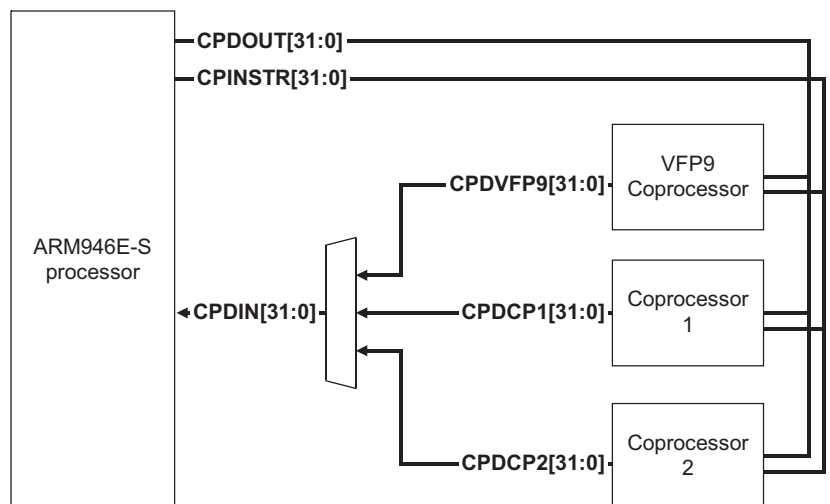 CPDOUT[31:0]
CPINSTR[31:0]
VFP9
Coprocessor
CPDVFP9[31:0]
ARM946E-S
processor
CPDIN[31:0]
CPDCP1[31:0]
Coprocessor
1
CPDCP2[31:0]
Coprocessor
2